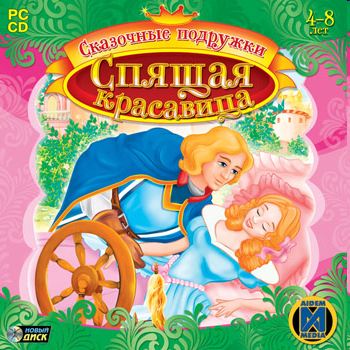 PC
CD
Сказочные подружки
4-8
лет
Спящая
красавица
НОВЫЙ
ДИСК
AIDEM
MEDIA